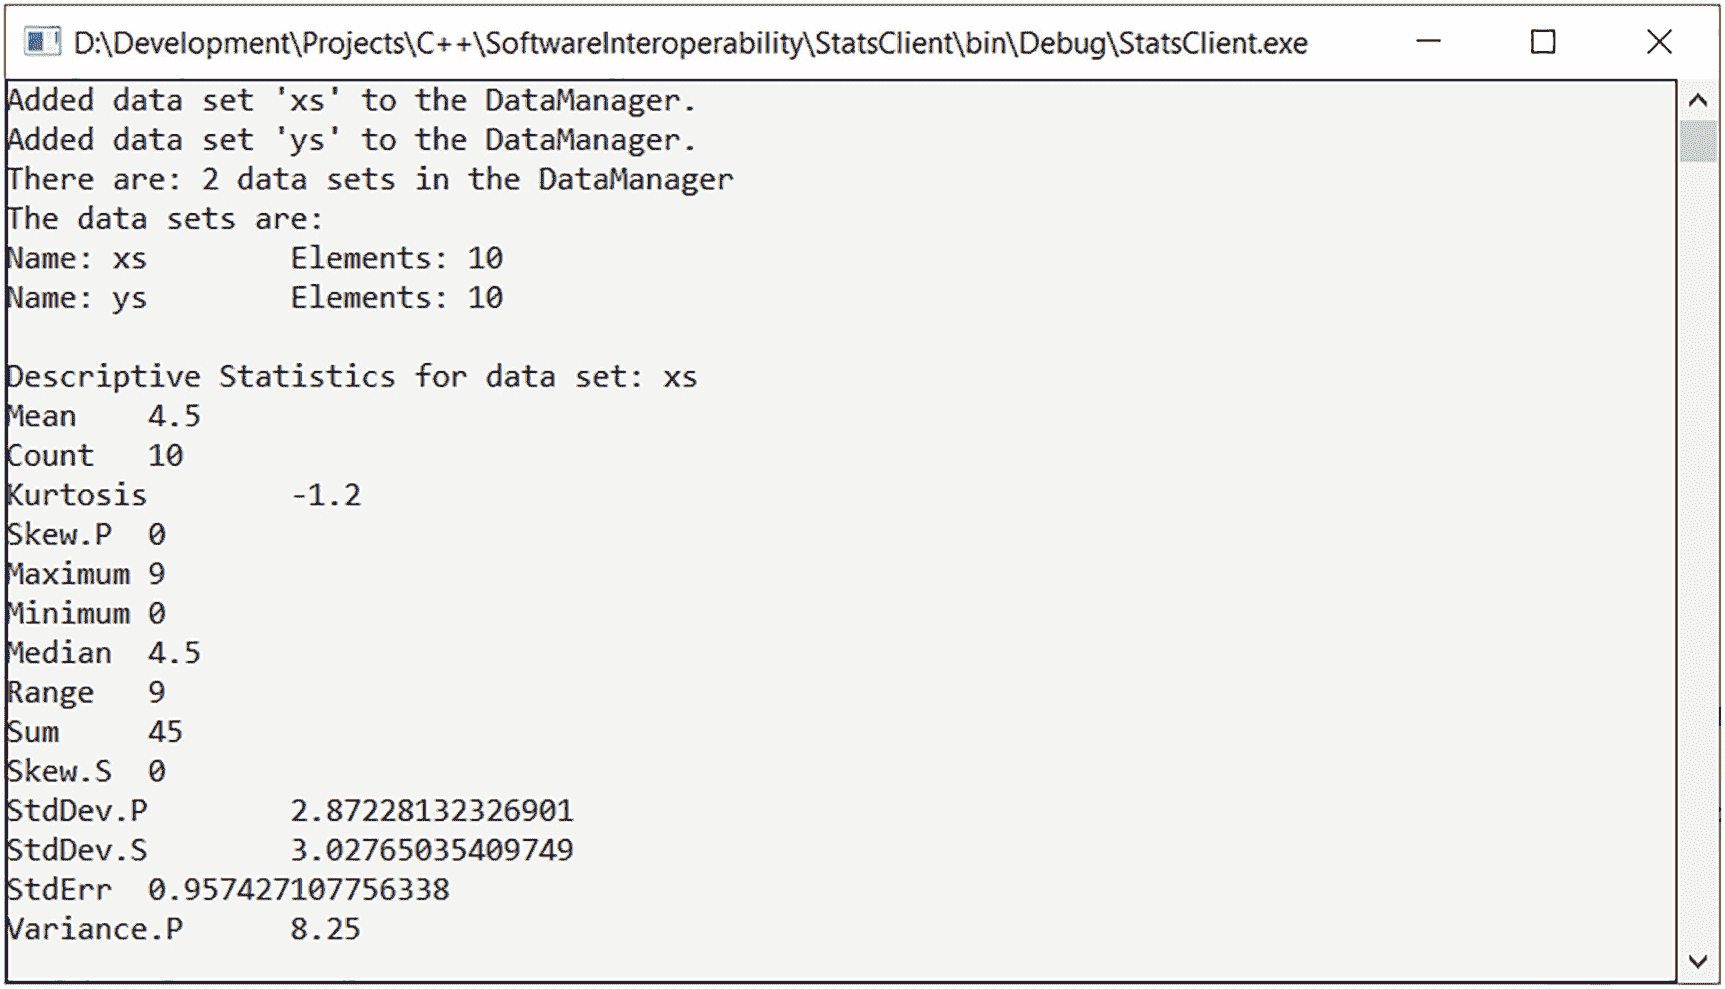 D:\Development\Projects\C++\SoftwareInteroperability\StatsClient\bin\Debug\StatsClient.exe
Added data set 'xs' to the DataManager.
Added data set 'ys' to the DataManager.
There are: 2 data sets in the DataManager
The data sets are:
Name: xs Elements: 10
Name: ys Elements: 10
Descriptive Statistics for data set: xs
Mean 4.5
Count 10
Kurtosis -1.2
Skew.P 0
Maximum 9
Minimum 0
Median 4.5
Range 9
Sum 45
Skew.S 0
StdDev.P 2.87228132326901
StdDev.S 3.02765035409749
StdErr 0.957427107756338
Variance.P 8.25